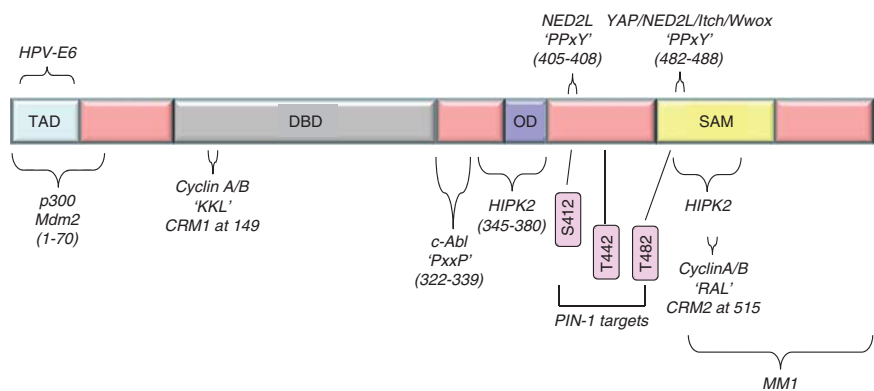 NED2L
'PPxY'
(405-408)
YAP/NED2L/Itch/Wwox
'PPxY'
(482-488)
HPV-E6
TAD
DBD
OD
SAM
p300
Mdm2
(1-70)
Cyclin A/B
'KKL'
CRM1 at 149
c-Abl
'PxxP'
(322-339)
HIPK2
(345-380)
S412
T442
T482
PIN-1 targets
HIPK2
CyclinA/B
'RAL'
CRM2 at 515
MM1